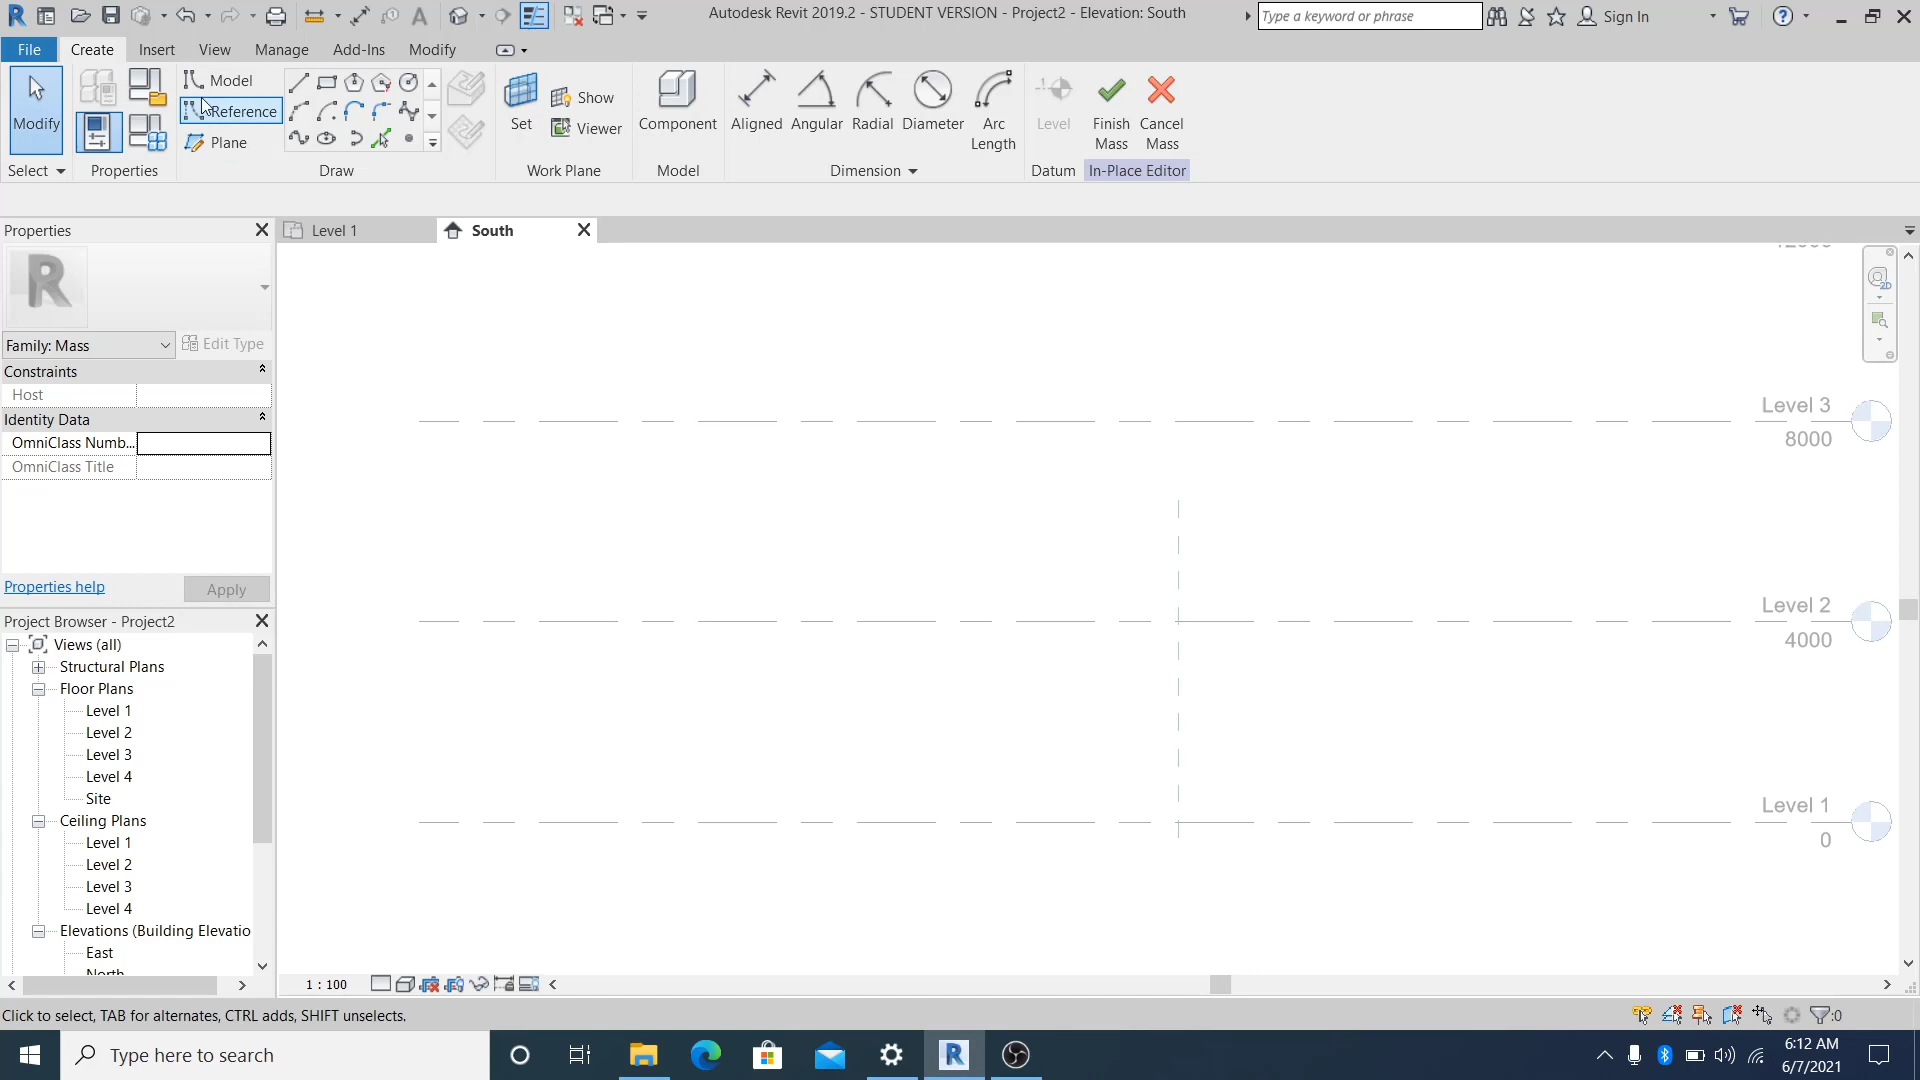 Autodesk Revit 2019.2 - STUDENT VERSION - Project2 - Elevation: South
Type a keyword or phrase
Sign In
File Create Insert View Manage Add-Ins Modify
Modify
Model
Reference
Plane
Set
Show
Viewer
Component
Aligned
Angular
Radial
Diameter
Arc
Length
Level
Finish
Mass
Cancel
Mass
Select Properties Draw Work Plane Model Dimension Datum In-Place Editor
Properties
Level 1
South
R
Family: Mass
Edit Type
Constraints
Host
Identity Data
OmniClass Numb...
OmniClass Title
Properties help
Apply
Project Browser - Project2
Views (all)
Structural Plans
Floor Plans
Level 1
Level 2
Level 3
Level 4
Site
Ceiling Plans
Level 1
Level 2
Level 3
Level 4
Elevations (Building Elevatio
East
North
2D
Level 3
8000
Level 2
4000
Level 1
0
1 : 100
Click to select, TAB for alternates, CTRL adds, SHIFT unselects.
:0
Type here to search
6:12 AM
6/7/2021